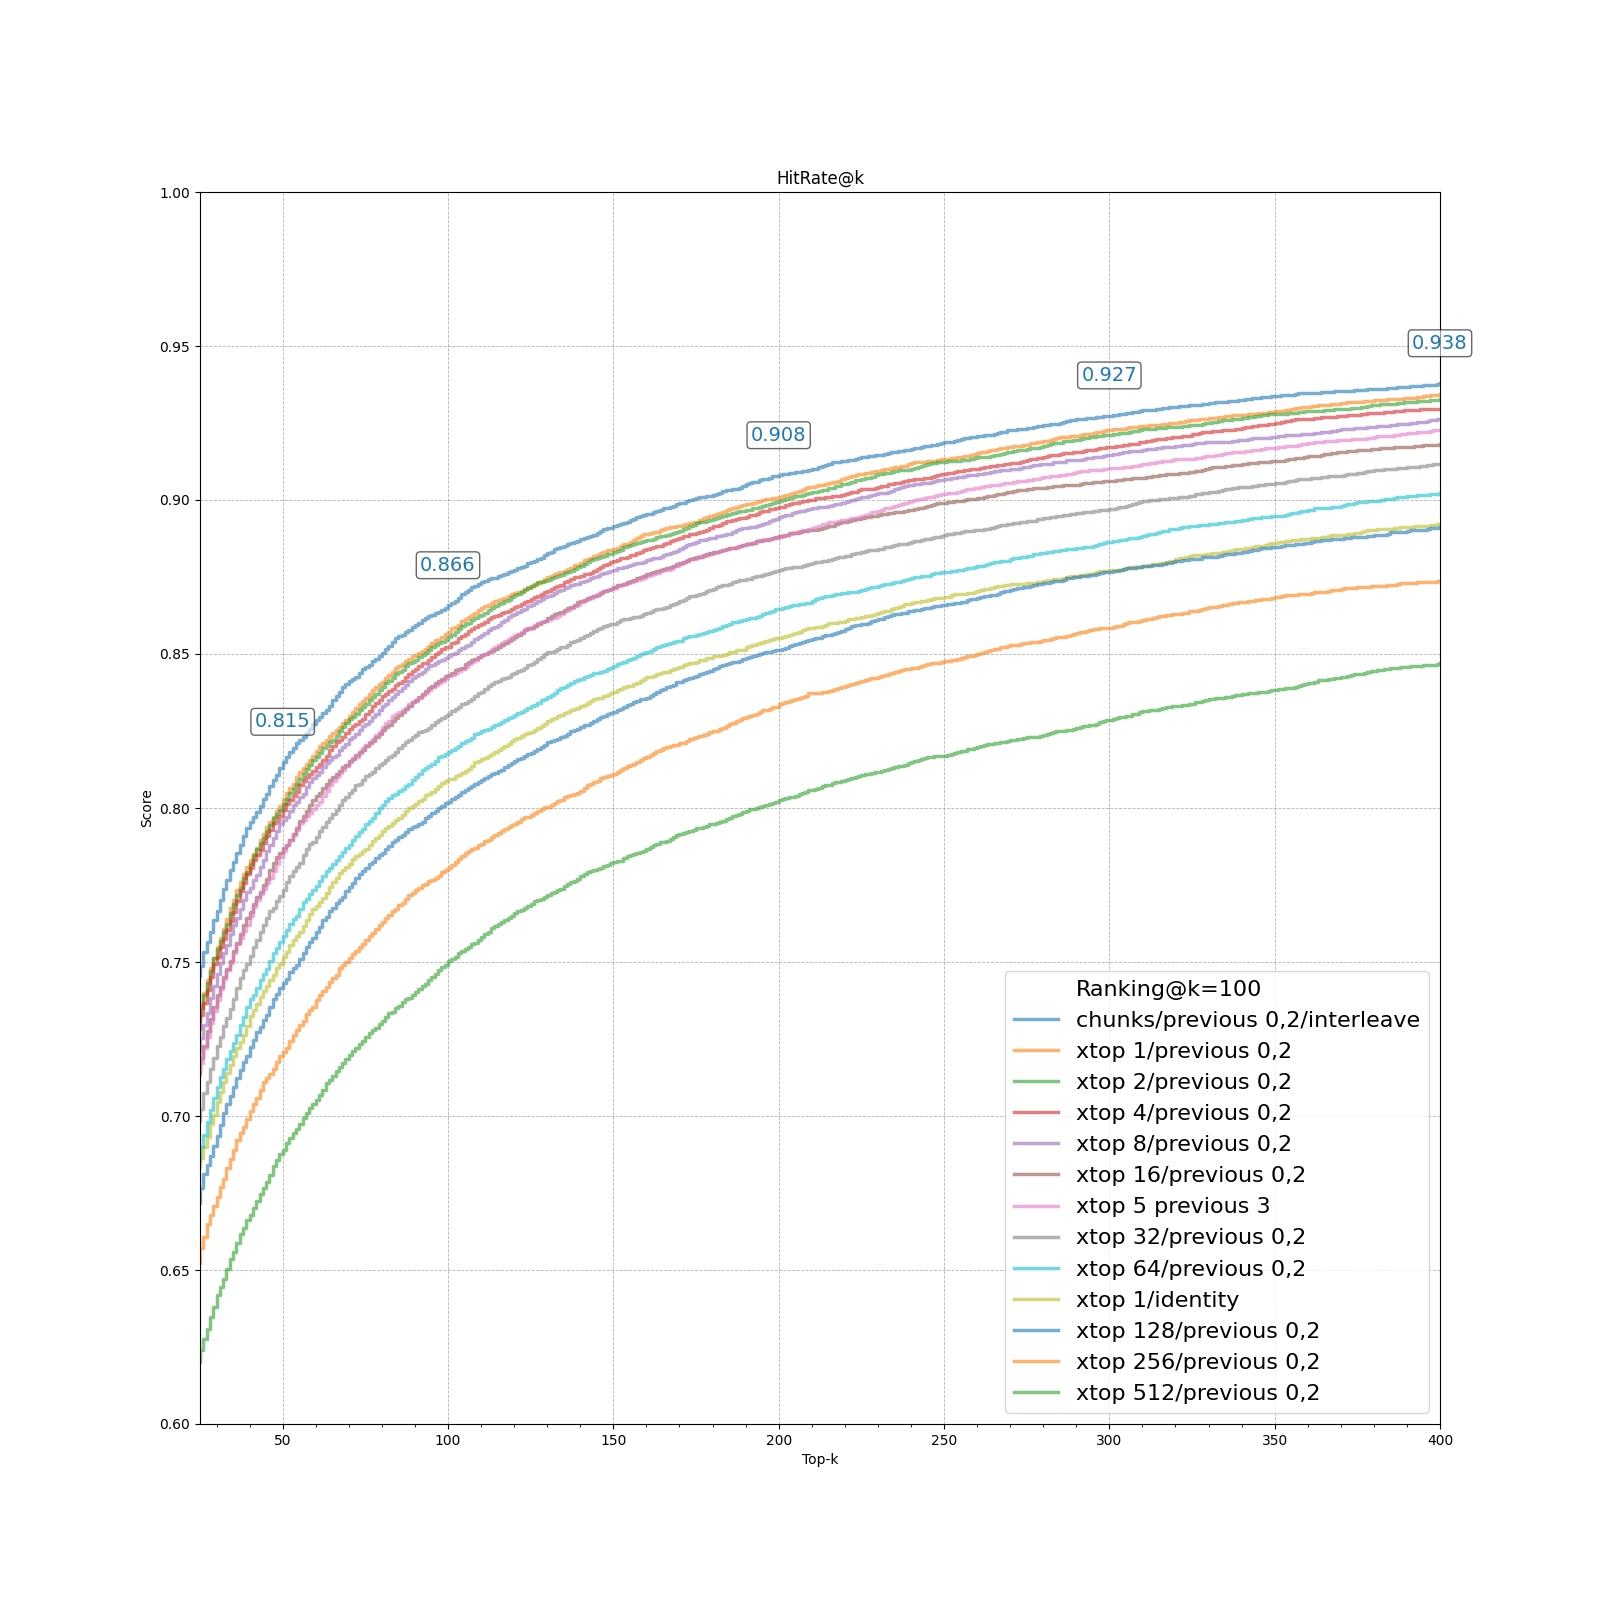 HitRate@k
1.00
0.95
0.90
0.85
0.80
0.75
0.70
0.65
0.60
Score
0.815
0.866
0.908
0.927
0.938
Ranking@k=100
chunks/previous 0,2/interleave
xtop 1/previous 0,2
xtop 2/previous 0,2
xtop 4/previous 0,2
xtop 8/previous 0,2
xtop 16/previous 0,2
xtop 5 previous 3
xtop 32/previous 0,2
xtop 64/previous 0,2
xtop 1/identity
xtop 128/previous 0,2
xtop 256/previous 0,2
xtop 512/previous 0,2
50 100 150 200 250 300 350 400
Top-k